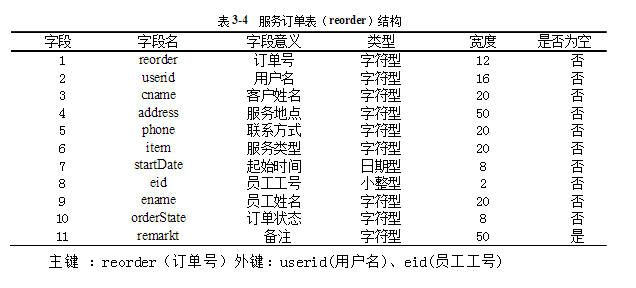 表 3-4 服务订单表（reorder）结构
字段 字段名 字段意义 类型 宽度 是否为空
1 reorder 订单号 字符型 12 否
2 userid 用户名 字符型 16 否
3 cname 客户姓名 字符型 20 否
4 address 服务地点 字符型 50 否
5 phone 联系方式 字符型 20 否
6 item 服务类型 字符型 20 否
7 startDate 起始时间 日期型 8 否
8 eid 员工工号 小整型 2 否
9 ename 员工姓名 字符型 20 否
10 orderState 订单状态 字符型 8 否
11 remarkt 备注 字符型 50 是
主键 ：reorder（订单号）外键：userid(用户名)、eid(员工工号)